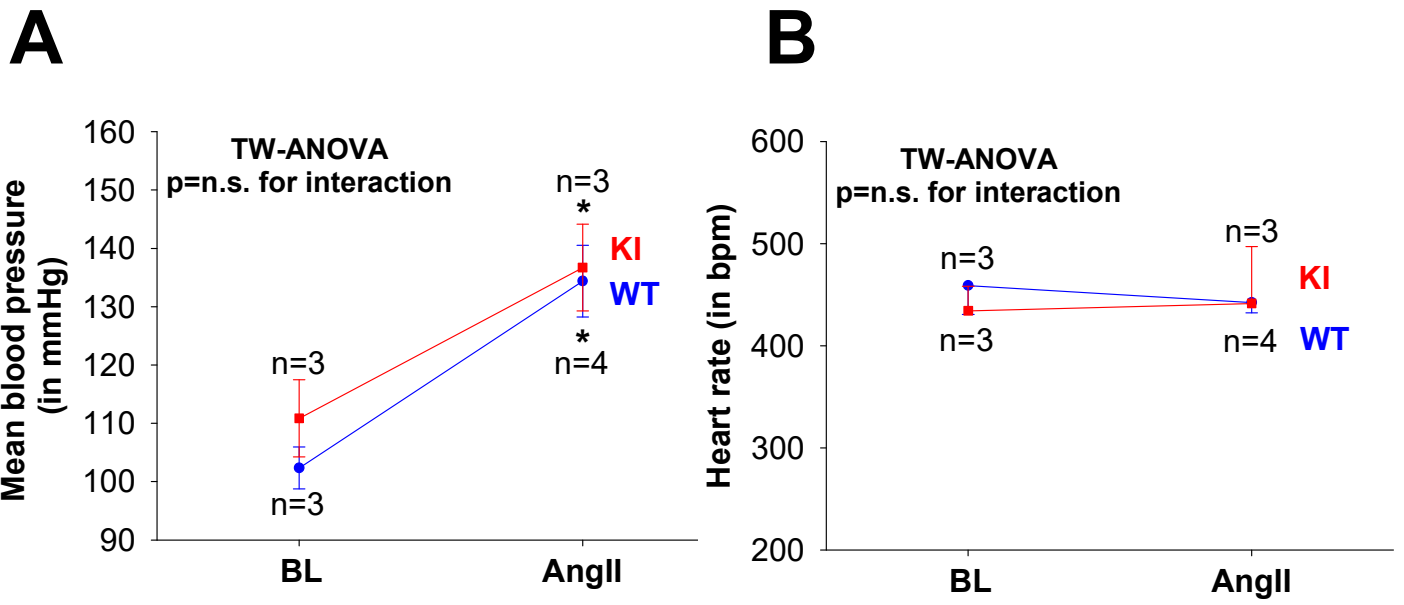 A
Mean blood pressure
(in mmHg)
160
150
140
130
120
110
100
90
TW-ANOVA
p=n.s. for interaction
n=3
*
KI
WT
*
n=4
n=3
n=3
BL
AngII
B
Heart rate (in bpm)
600
500
400
300
200
TW-ANOVA
p=n.s. for interaction
n=3
n=3
n=3
KI
n=4
WT
BL
AngII